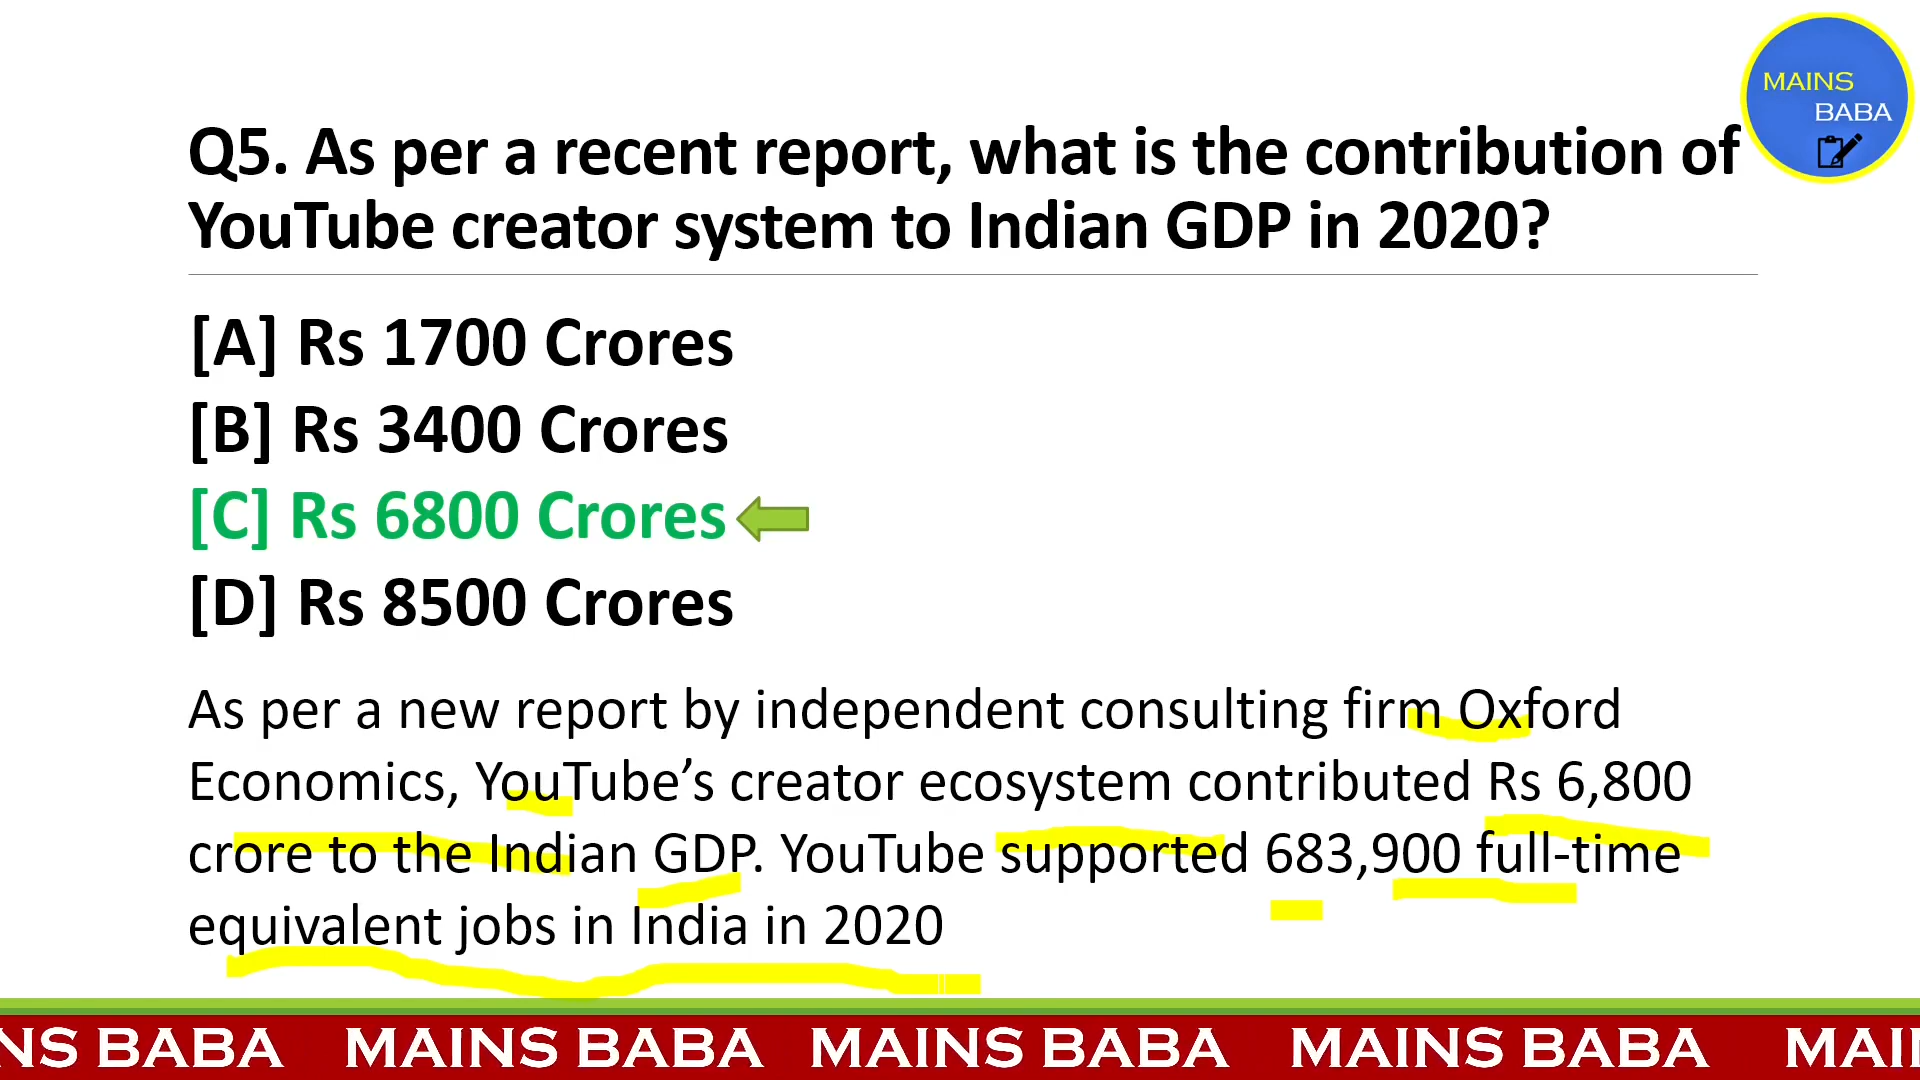 MAINS
BABA
Q5. As per a recent report, what is the contribution of
YouTube creator system to Indian GDP in 2020?
[A] Rs 1700 Crores
[B] Rs 3400 Crores
[C] Rs 6800 Crores
[D] Rs 8500 Crores
As per a new report by independent consulting firm Oxford
Economics, YouTube’s creator ecosystem contributed Rs 6,800
crore to the Indian GDP. YouTube supported 683,900 full-time
equivalent jobs in India in 2020
NS BABA MAINS BABA MAINS BABA MAINS BABA MAI